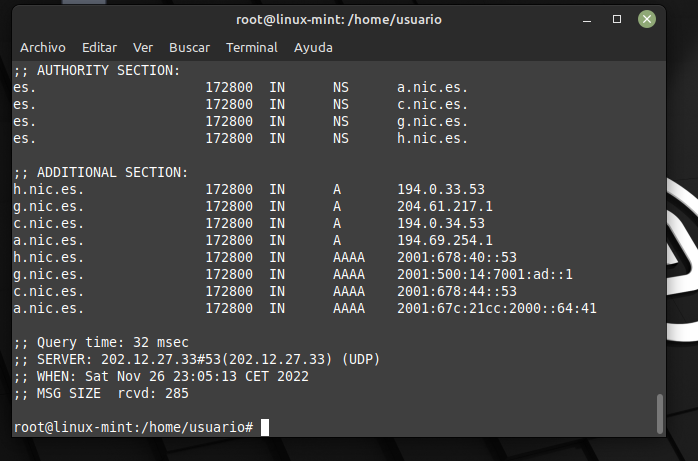 root@linux-mint: /home/usuario
Archivo Editar Ver Buscar Terminal Ayuda
;; AUTHORITY SECTION:
es. 172800 IN NS a.nic.es.
es. 172800 IN NS c.nic.es.
es. 172800 IN NS g.nic.es.
es. 172800 IN NS h.nic.es.
;; ADDITIONAL SECTION:
h.nic.es. 172800 IN A 194.0.33.53
g.nic.es. 172800 IN A 204.61.217.1
c.nic.es. 172800 IN A 194.0.34.53
a.nic.es. 172800 IN A 194.69.254.1
h.nic.es. 172800 IN AAAA 2001:678:40::53
g.nic.es. 172800 IN AAAA 2001:500:14:7001:ad::1
c.nic.es. 172800 IN AAAA 2001:678:44::53
a.nic.es. 172800 IN AAAA 2001:67c:21cc:2000::64:41
;; Query time: 32 msec
;; SERVER: 202.12.27.33#53(202.12.27.33) (UDP)
;; WHEN: Sat Nov 26 23:05:13 CET 2022
;; MSG SIZE rcvd: 285
root@linux-mint:/home/usuario#